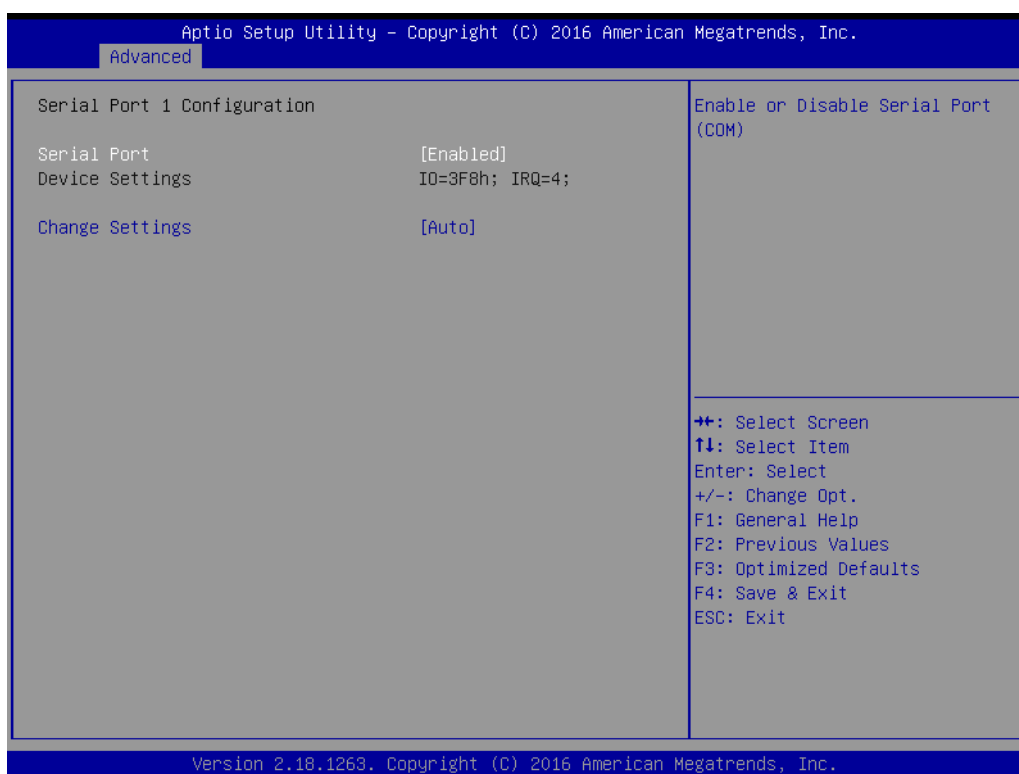 Aptio Setup Utility – Copyright (C) 2016 American Megatrends, Inc.
Advanced
Serial Port 1 Configuration
Serial Port [Enabled]
Device Settings IO=3F8h; IRQ=4;
Change Settings [Auto]
Enable or Disable Serial Port
(COM)
→←: Select Screen
↑↓: Select Item
Enter: Select
+/-: Change Opt.
F1: General Help
F2: Previous Values
F3: Optimized Defaults
F4: Save & Exit
ESC: Exit
Version 2.18.1263. Copyright (C) 2016 American Megatrends, Inc.